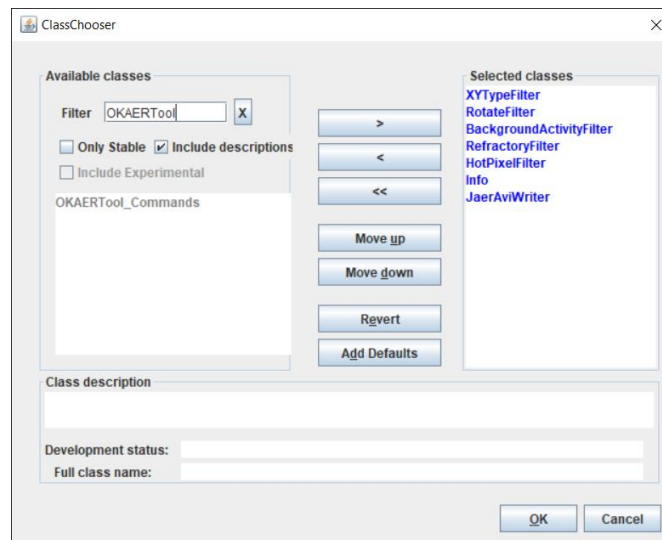 ClassChooser
Available classes
Filter OKAERTool X
Only Stable Include descriptions
Include Experimental
OKAERTool_Commands
>
<
<<
Move up
Move down
Revert
Add Defaults
Selected classes
XYTypeFilter
RotateFilter
BackgroundActivityFilter
RefractoryFilter
HotPixelFilter
Info
JaerAviWriter
Class description
Development status:
Full class name:
OK Cancel